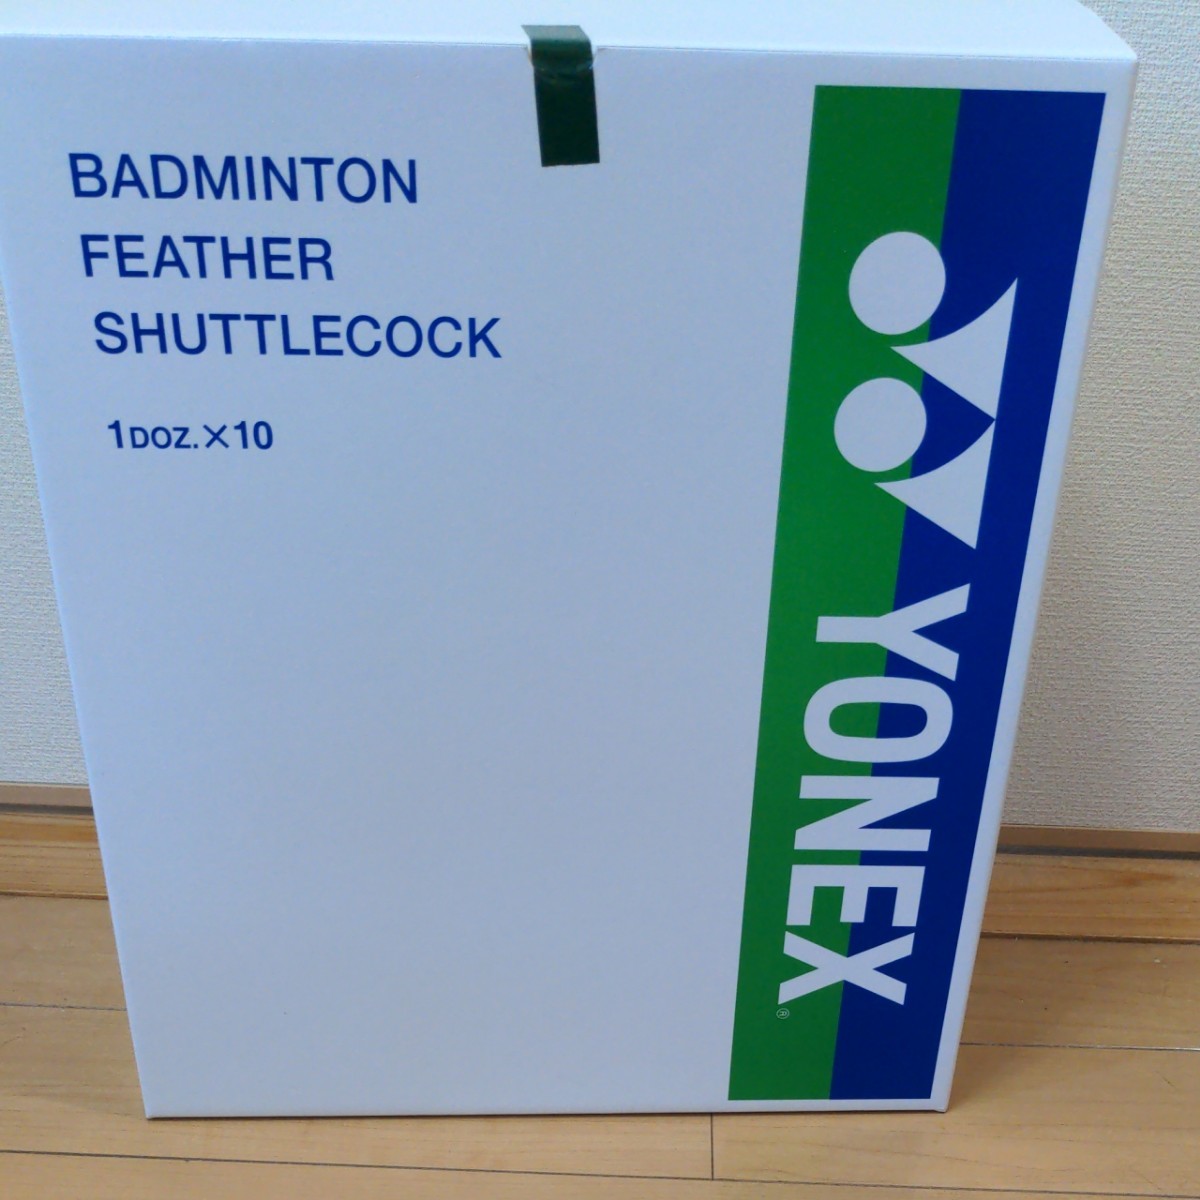 BADMINTON
FEATHER
SHUTTLECOCK
1DOZ.×10
YONEX®